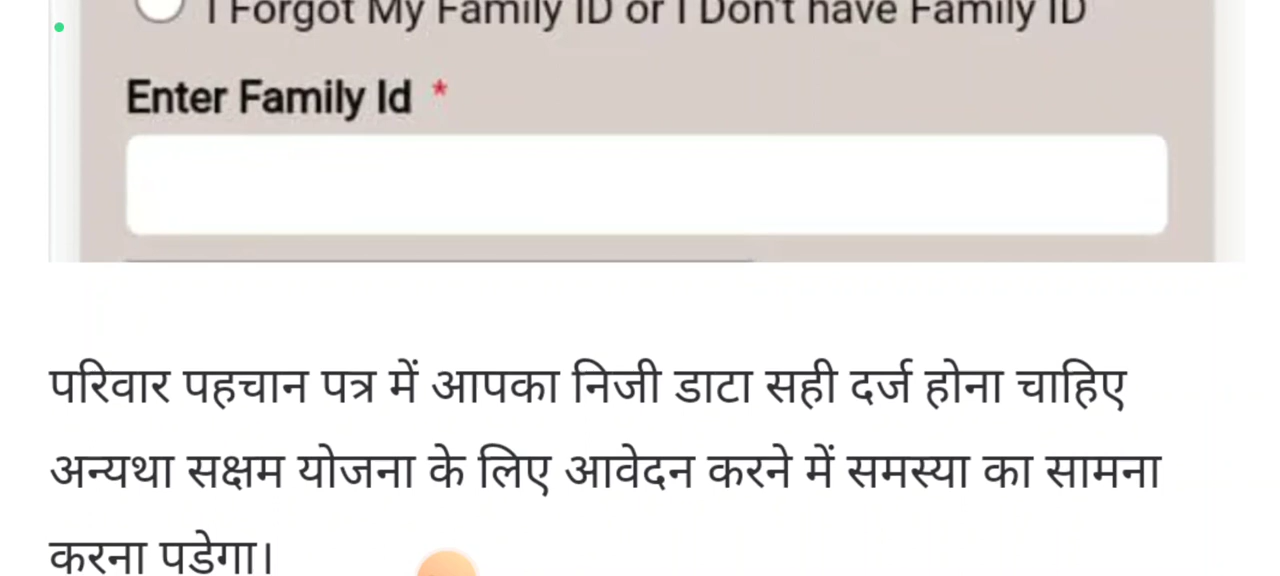 I Forgot My Family ID or I Don't have Family ID
Enter Family Id *
परिवार पहचान पत्र में आपका निजी डाटा सही दर्ज होना चाहिए
अन्यथा सक्षम योजना के लिए आवेदन करने में समस्या का सामना
करना पडेगा।